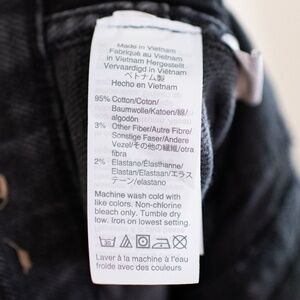 Made in Vietnam
Fabriqué au Vietnam
in Vietnam Hergestellt
Vervaardigd in Viëtnam
ベトナム製
Hecho en Vietnam
95% Cotton/Coton/
Baumwolle/Katoen/綿/
algodón
3% Other Fiber/Autre Fibre/
Sonstige Faser/Andere
Vezel/その他の繊維/otra
fibra
2% Elastane/Élasthanne/
Elastan/Elastaan/エラス
テーン/elastano
Machine wash cold with
like colors. Non-chlorine
bleach only. Tumble dry
low. Iron on lowest setting.
Laver à la machine à l'eau
froide avec des couleurs